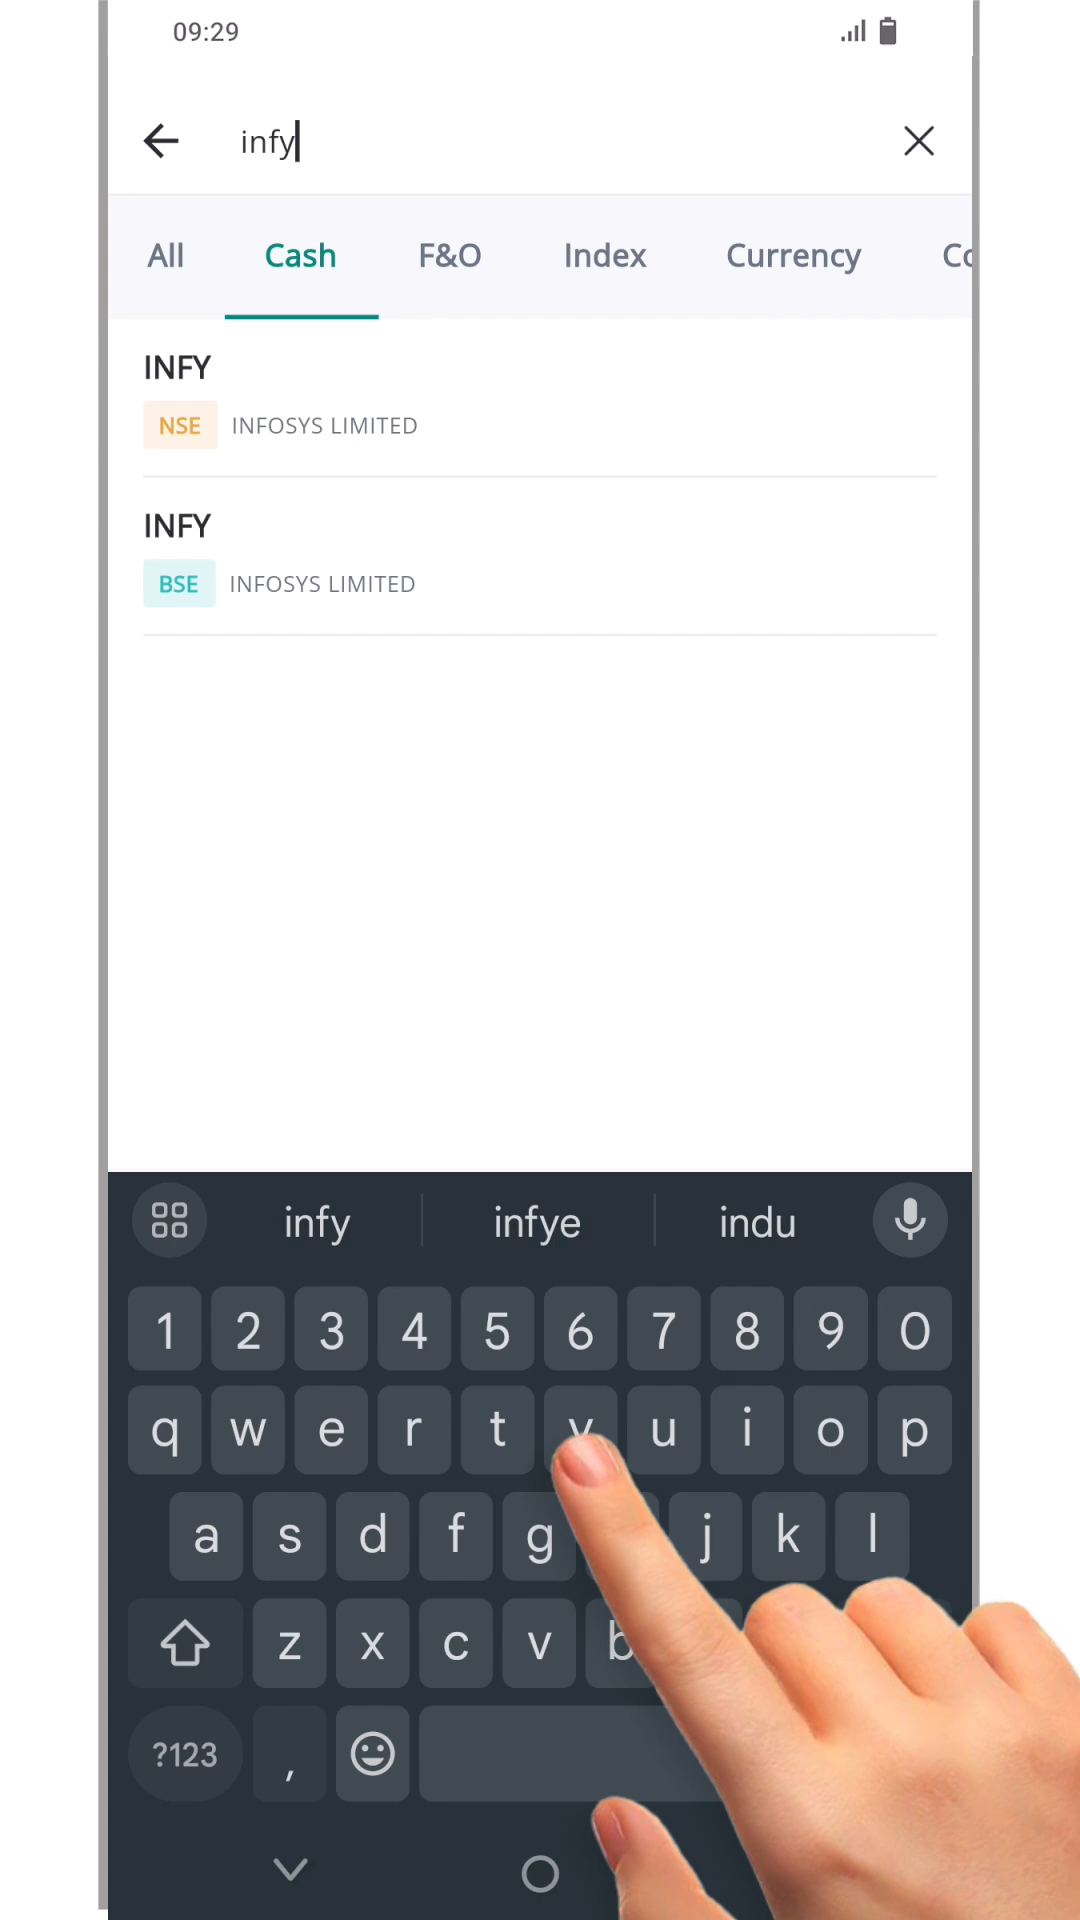 09:29
infy
All Cash F&O Index Currency
INFY
NSE INFOSYS LIMITED
INFY
BSE INFOSYS LIMITED
infy infye indu
1 2 3 4 5 6 7 8 9 0
q w e r t y u i o p
a s d f g j k l
z x c v b
?123 ,